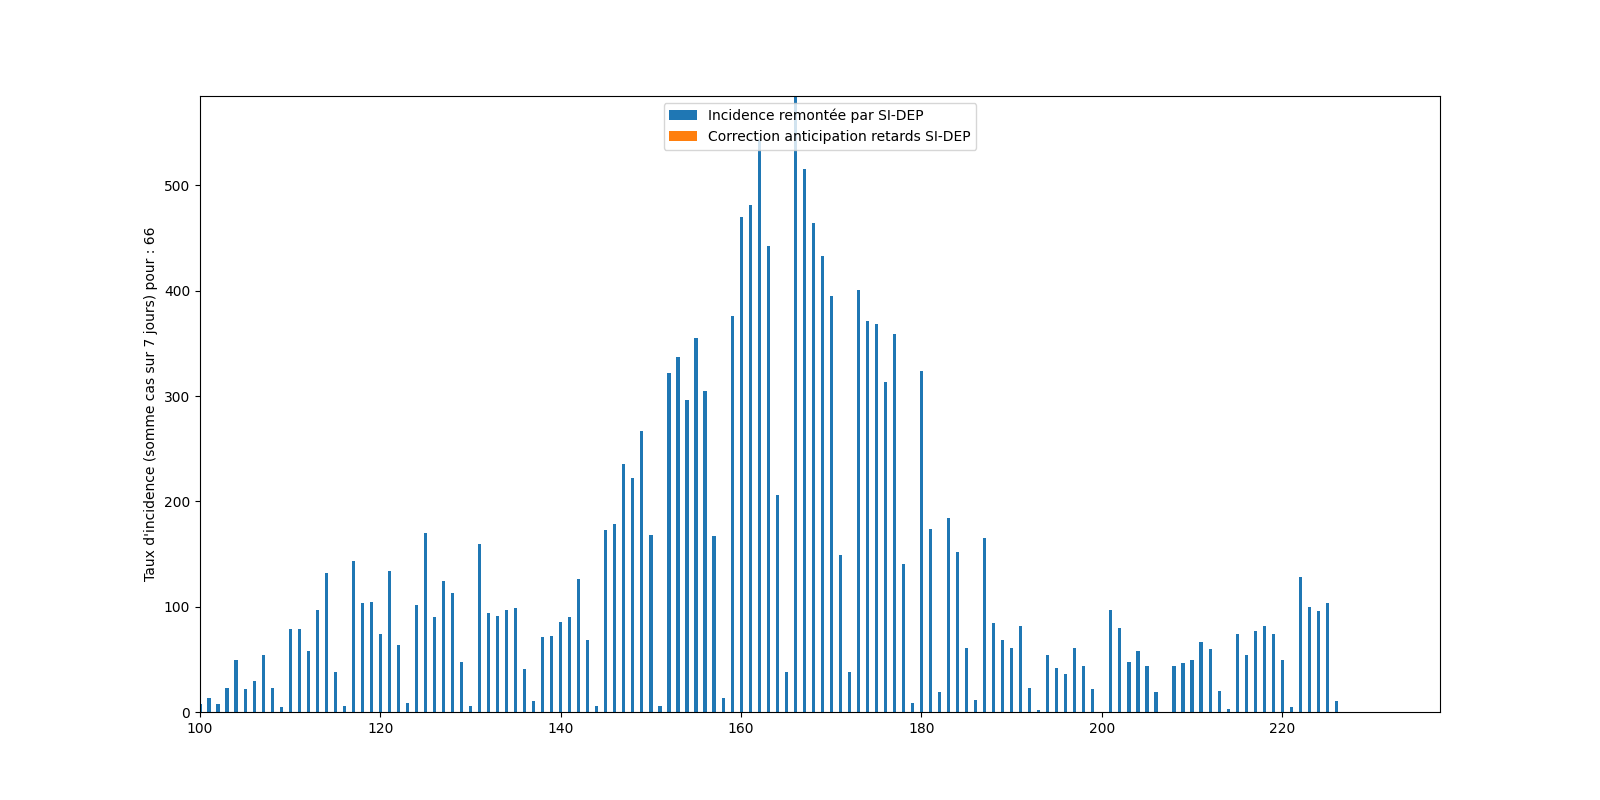 Incidence remontée par SI-DEP
Correction anticipation retards SI-DEP
Taux d'incidence (somme cas sur 7 jours) pour : 66
500
400
300
200
100
0
100 120 140 160 180 200 220